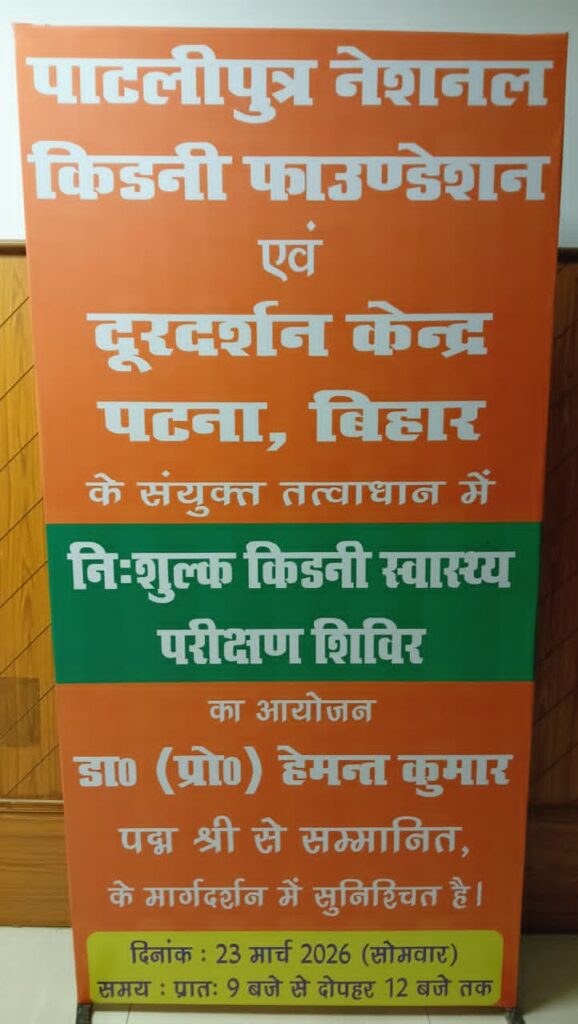 पाटलीपुत्र नेशनल
किडनी फाउण्डेशन
एवं
दूरदर्शन केन्द्र
पटना, बिहार
के संयुक्त तत्वाधान में
निःशुल्क किडनी स्वास्थ्य
परीक्षण शिविर
का आयोजन
डा० (प्रो०) हेमन्त कुमार
पद्म श्री से सम्मानित,
के मार्गदर्शन में सुनिश्चित है।
दिनांक : 23 मार्च 2026 (सोमवार)
समय : प्रातः 9 बजे से दोपहर 12 बजे तक